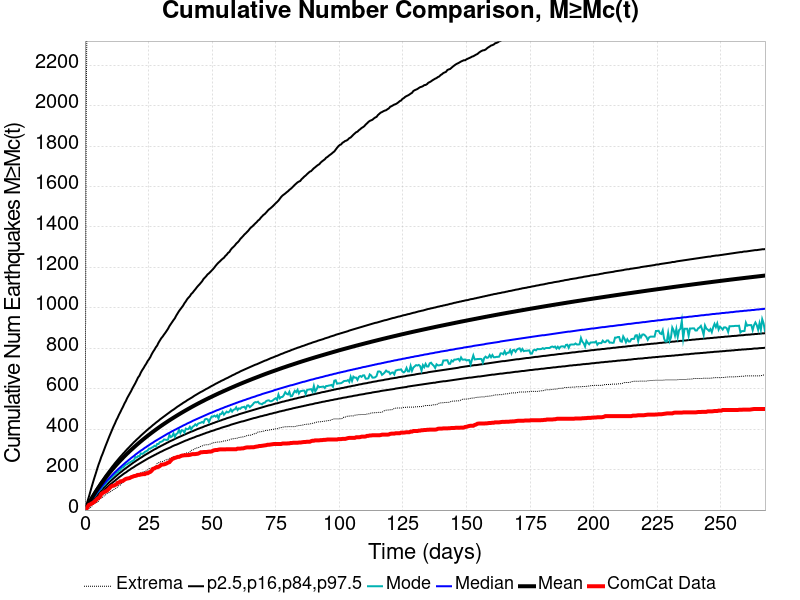 Cumulative Number Comparison, M≥Mc(t)
Cumulative Num Earthquakes M≥Mc(t)
2200
2000
1800
1600
1400
1200
1000
800
600
400
200
0
0 25 50 75 100 125 150 175 200 225 250
Time (days)
Extrema p2.5,p16,p84,p97.5 Mode Median Mean ComCat Data